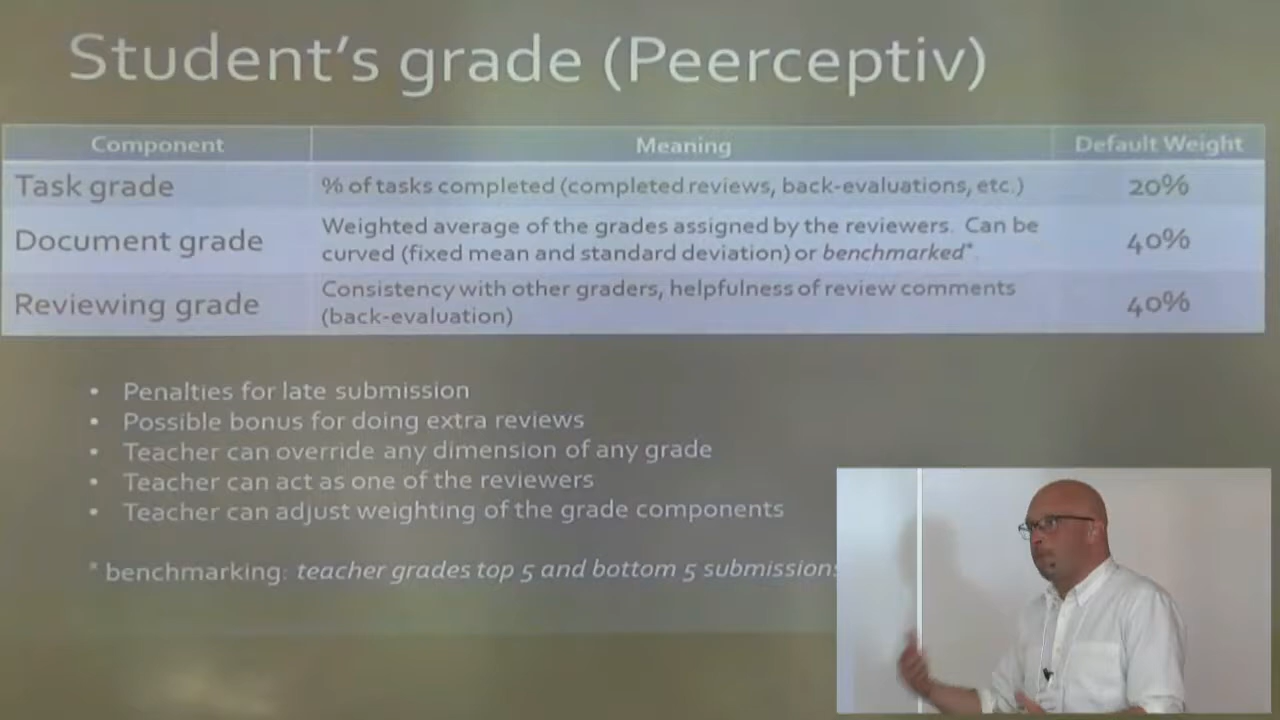 Student's grade (Peerceptiv)
Component Meaning Default Weight
Task grade % of tasks completed (completed reviews, back-evaluations, etc.) 20%
Document grade Weighted average of the grades assigned by the reviewers. Can be
curved (fixed mean and standard deviation) or benchmarked*. 40%
Reviewing grade Consistency with other graders, helpfulness of review comments
(back-evaluation) 40%
• Penalties for late submission
• Possible bonus for doing extra reviews
• Teacher can override any dimension of any grade
• Teacher can act as one of the reviewers
• Teacher can adjust weighting of the grade components
* benchmarking: teacher grades top 5 and bottom 5 submissions